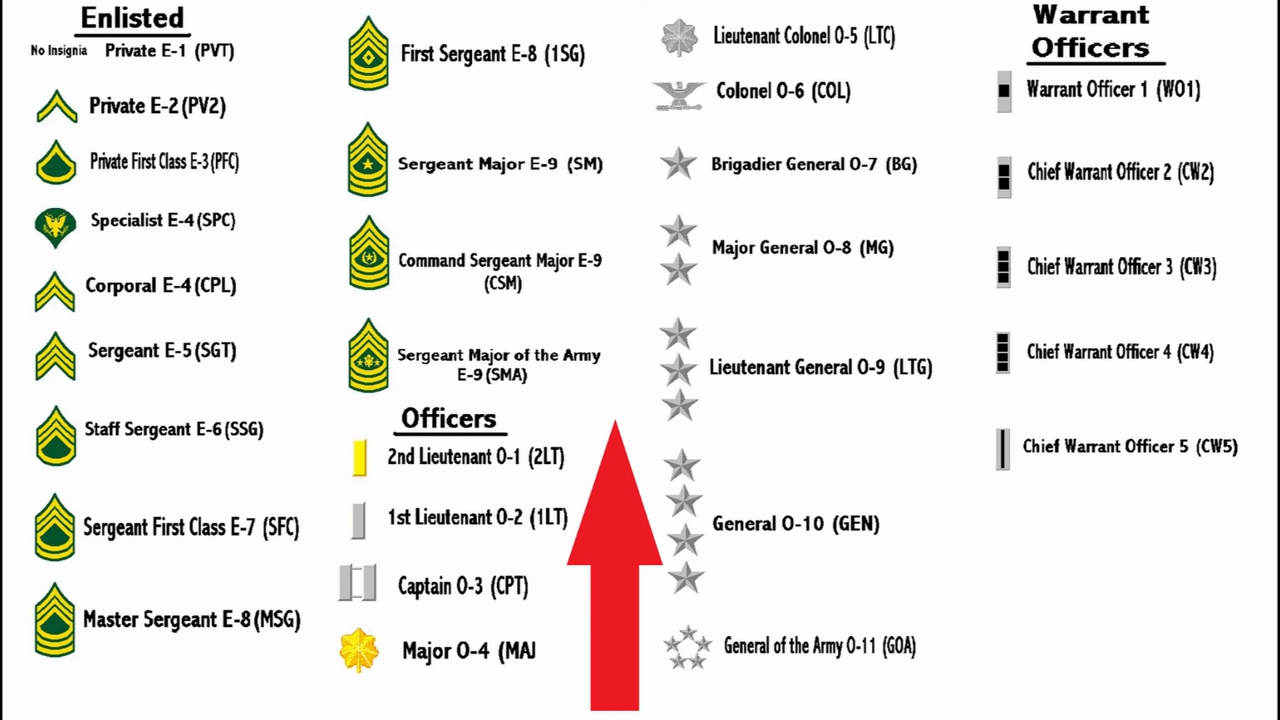 Enlisted
No Insignia Private E-1 (PVT)
Private E-2 (PV2)
Private First Class E-3 (PFC)
Specialist E-4 (SPC)
Corporal E-4 (CPL)
Sergeant E-5 (SGT)
Staff Sergeant E-6 (SSG)
Sergeant First Class E-7 (SFC)
Master Sergeant E-8 (MSG)
First Sergeant E-8 (1SG)
Sergeant Major E-9 (SM)
Command Sergeant Major E-9
(CSM)
Sergeant Major of the Army
E-9 (SMA)
Officers
2nd Lieutenant O-1 (2LT)
1st Lieutenant O-2 (1LT)
Captain O-3 (CPT)
Major O-4 (MAJ
Lieutenant Colonel O-5 (LTC)
Colonel O-6 (COL)
Brigadier General O-7 (BG)
Major General O-8 (MG)
Lieutenant General O-9 (LTG)
General O-10 (GEN)
General of the Army O-11 (GOA)
Warrant
Officers
Warrant Officer 1 (WO1)
Chief Warrant Officer 2 (CW2)
Chief Warrant Officer 3 (CW3)
Chief Warrant Officer 4 (CW4)
Chief Warrant Officer 5 (CW5)